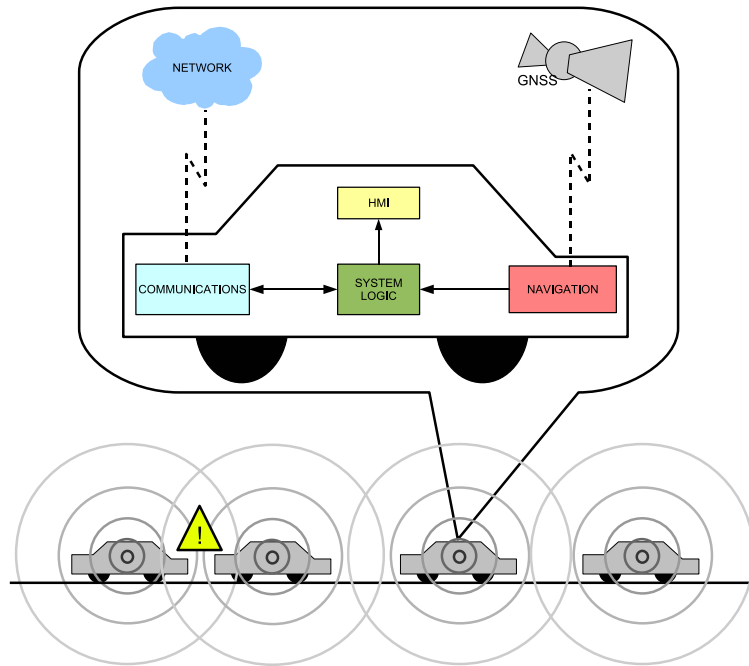 NETWORK
GNSS
HMI
COMMUNICATIONS
SYSTEM
LOGIC
NAVIGATION
!